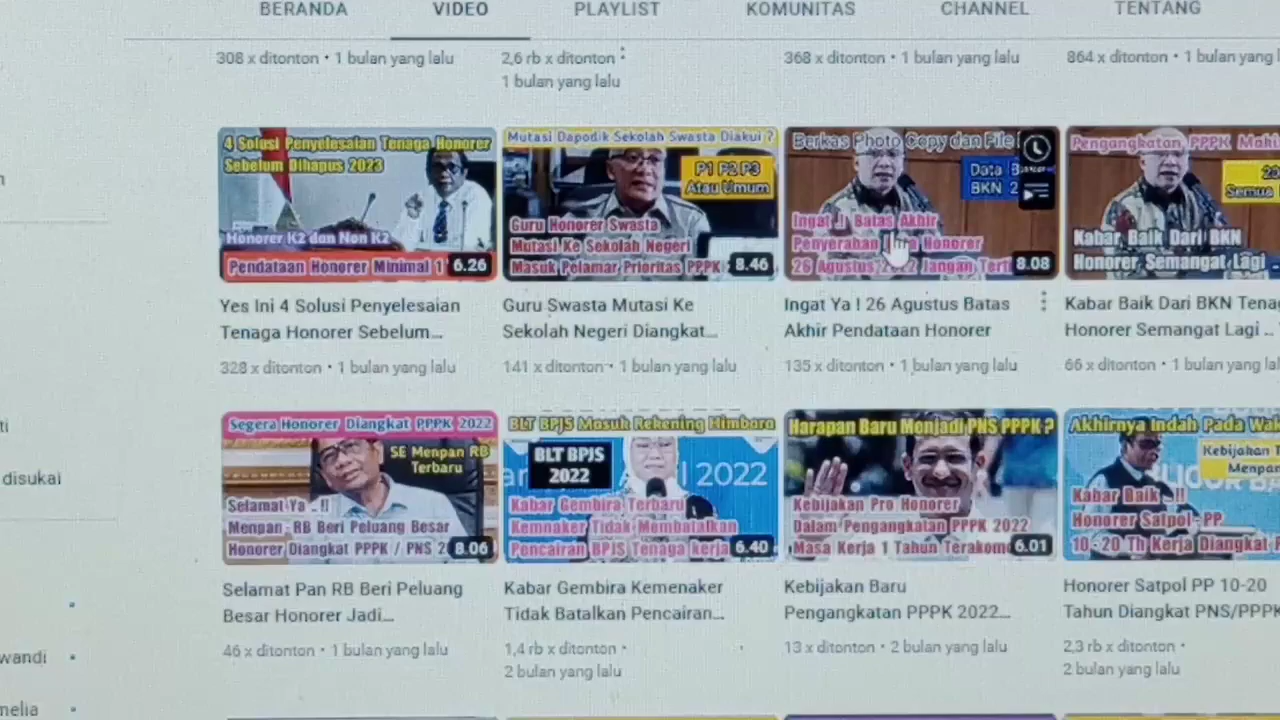 BERANDA VIDEO PLAYLIST KOMUNITAS CHANNEL TENTANG
308 x ditonton • 1 bulan yang lalu
2,6 rb x ditonton •
1 bulan yang lalu
368 x ditonton • 1 bulan yang lalu
864 x ditonton • 1 bulan yang
4 Solusi Penyelesaian Tenaga Honorer
Sebelum Dihapus 2023
Honorer K2 dan Non K2
Pendataan Honorer Minimal 1
6.26
Mutasi Dapodik Sekolah Swasta Diakui ?
P1 P2 P3
Atau Umum
Guru Honorer Swasta
Mutasi Ke Sekolah Negeri
Masuk Pelamar Prioritas PPPK
8.46
Berkas Photo Copy dan File
Data
BKN 2
Ingat !! Batas Akhir
Penyerahan Honorer
26 Agustus Jangan
8.08
Pengangkatan PPPK
Semua
Kabar Baik Dari BKN
Honorer Semangat Lagi
Yes Ini 4 Solusi Penyelesaian
Tenaga Honorer Sebelum...
328 x ditonton • 1 bulan yang lalu
Guru Swasta Mutasi Ke
Sekolah Negeri Diangkat...
141 x ditonton • 1 bulan yang lalu
Ingat Ya ! 26 Agustus Batas
Akhir Pendataan Honorer
135 x ditonton • 1 bulan yang lalu
Kabar Baik Dari BKN Tena
Honorer Semangat Lagi ..
66 x ditonton • 1 bulan yang
Segera Honorer Diangkat PPPK 2022
SE Menpan RB
Terbaru
Selamat Ya ..!!
Menpan-RB Beri Peluang Besar
Honorer Diangkat PPPK / PNS 2
8.06
BLT BPJS Masuk Rekening Himbara
BLT BPJS
2022
2022
Kabar Gembira Terbaru
Kemnaker Tidak Membatalkan
Pencairan BPJS Tenaga kerja
6.40
Harapan Baru Menjadi PNS PPPK ?
Kebijakan Pro Honorer
Dalam Pengangkatan PPPK 2022
Masa Kerja 1 Tahun Terakom
6.01
Akhirnya Indah Pada Wak
Kebijakan T
Menpan
Kabar Baik ..!!
Honorer Satpol-PP
10-20 Th Kerja Diangkat P
Selamat Pan RB Beri Peluang
Besar Honorer Jadi...
46 x ditonton • 1 bulan yang lalu
Kabar Gembira Kemenaker
Tidak Batalkan Pencairan...
1,4 rb x ditonton •
2 bulan yang lalu
Kebijakan Baru
Pengangkatan PPPK 2022...
13 x ditonton • 2 bulan yang lalu
Honorer Satpol PP 10-20
Tahun Diangkat PNS/PPPK
2,3 rb x ditonton •
2 bulan yang lalu
ti
disukai
wandi
melia